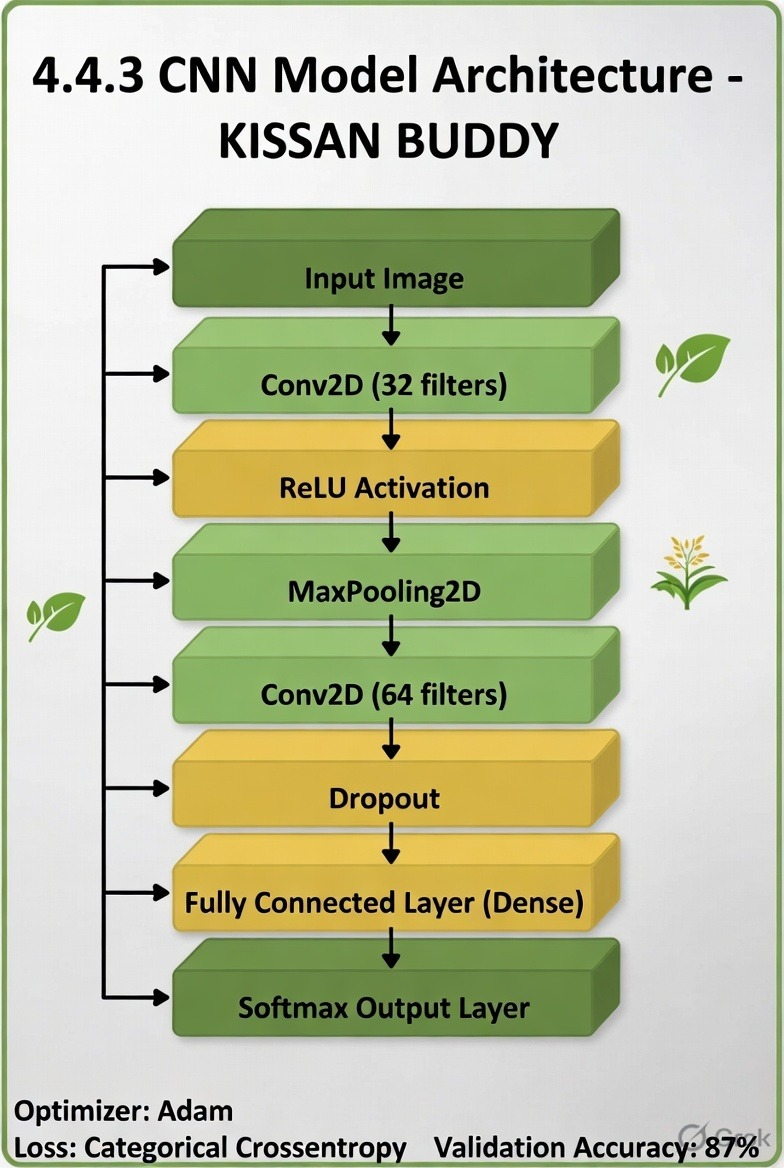 4.4.3 CNN Model Architecture -
KISSAN BUDDY
Input Image
Conv2D (32 filters)
ReLU Activation
MaxPooling2D
Conv2D (64 filters)
Dropout
Fully Connected Layer (Dense)
Softmax Output Layer
Optimizer: Adam
Loss: Categorical Crossentropy Validation Accuracy: 87%
Grok